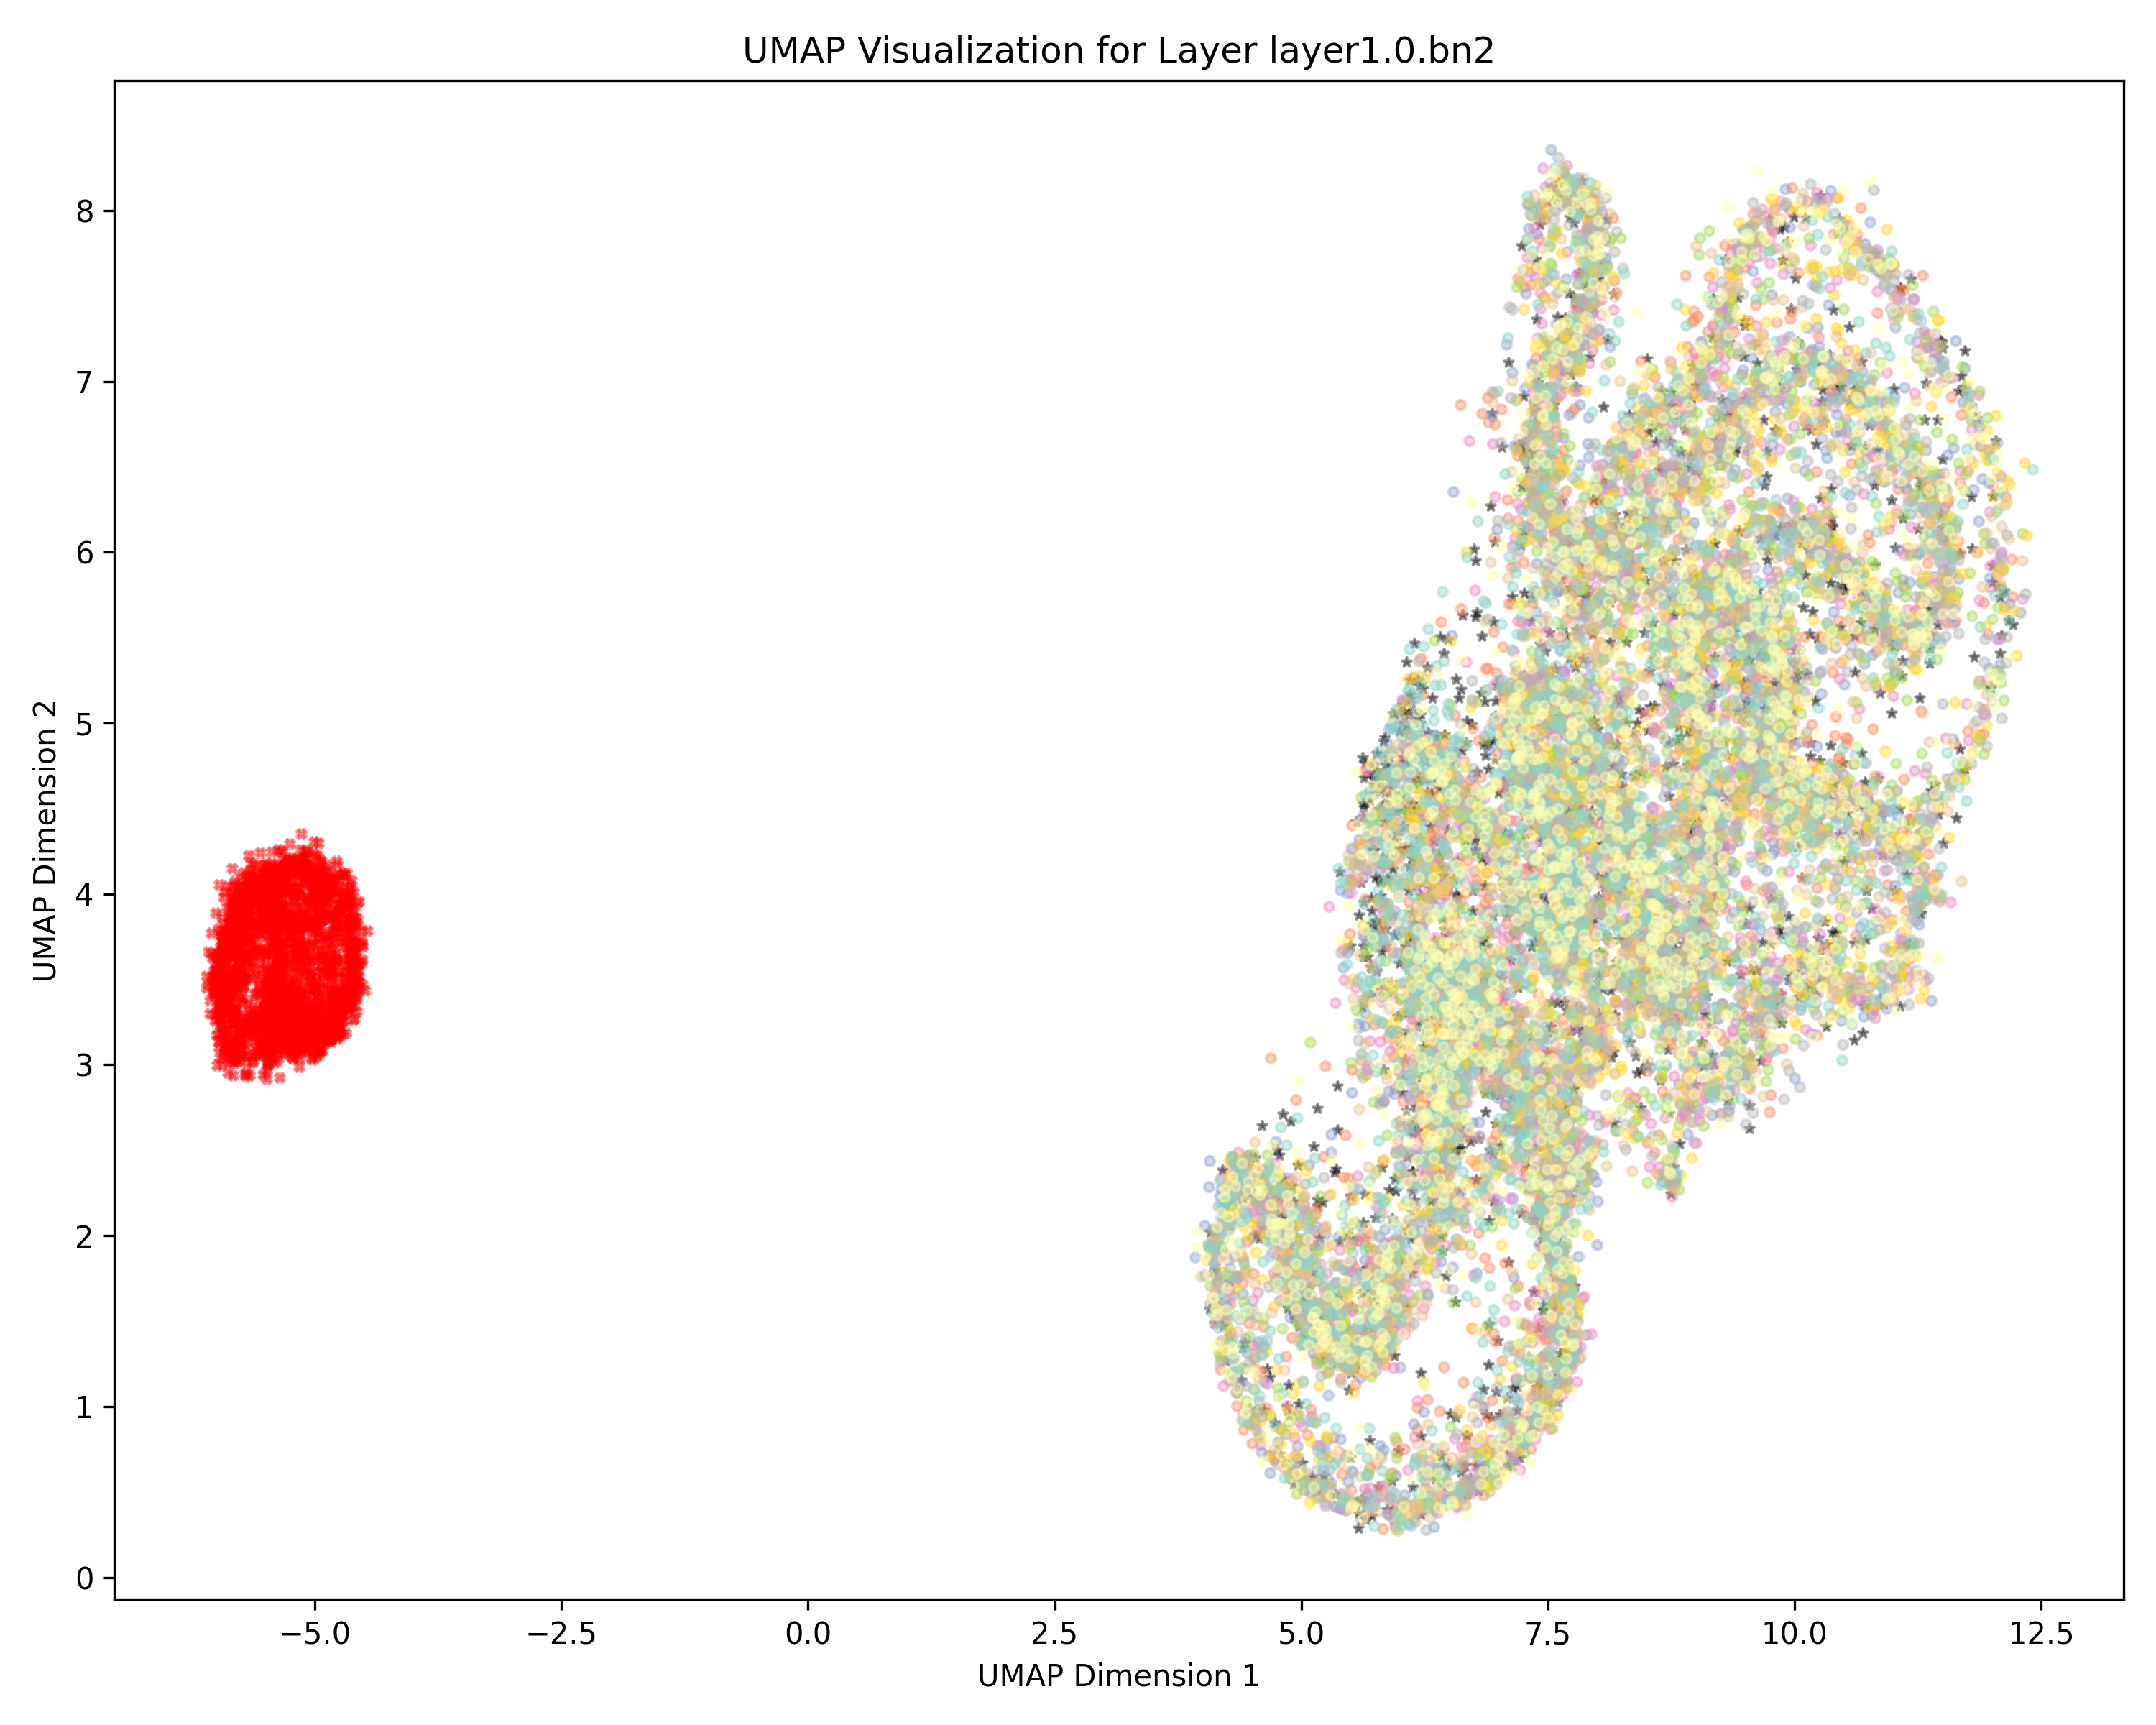 UMAP Visualization for Layer layer1.0.bn2
8
7
6
5
4
3
2
1
0
UMAP Dimension 2
−5.0 −2.5 0.0 2.5 5.0 7.5 10.0 12.5
UMAP Dimension 1